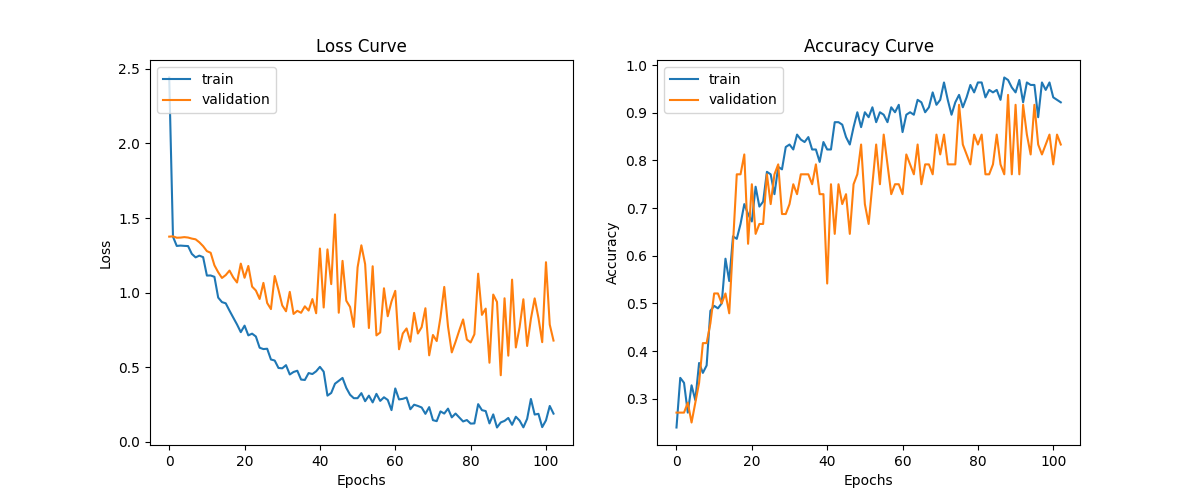 Loss Curve
train
validation
2.5
2.0
1.5
1.0
0.5
0.0
Loss
0 20 40 60 80 100
Epochs
Accuracy Curve
train
validation
1.0
0.9
0.8
0.7
0.6
0.5
0.4
0.3
Accuracy
0 20 40 60 80 100
Epochs